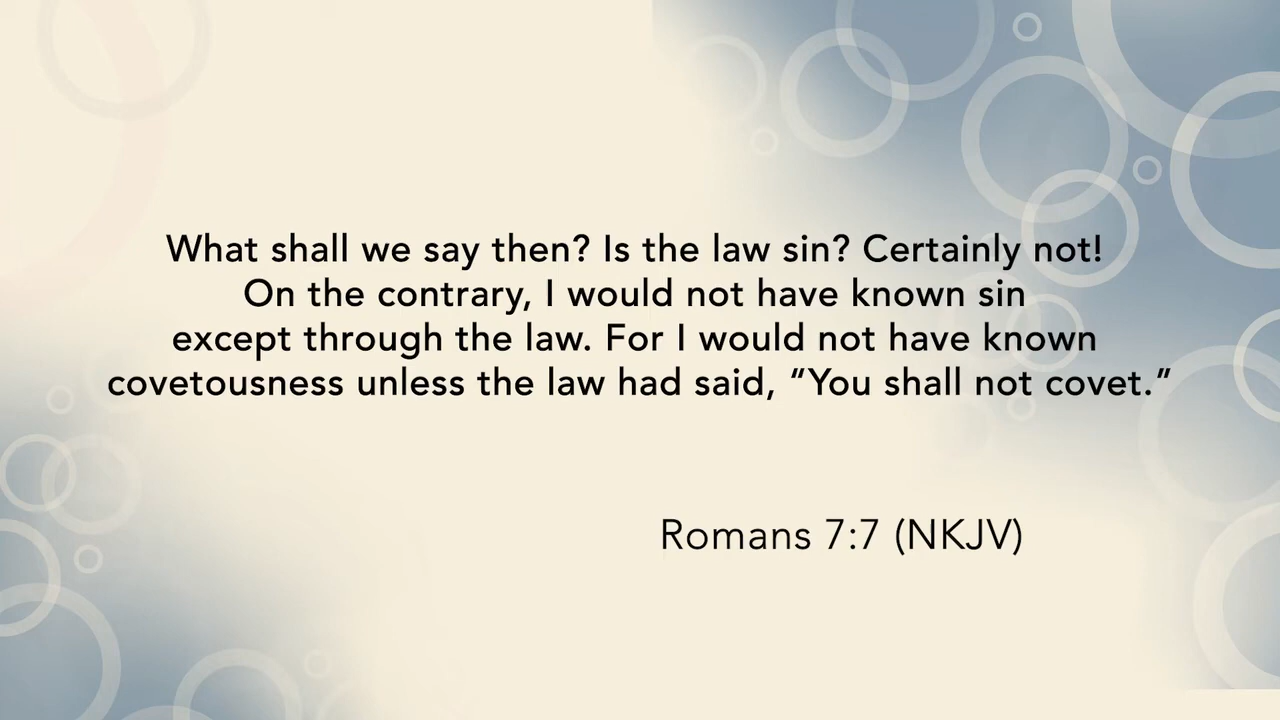 What shall we say then? Is the law sin? Certainly not!
On the contrary, I would not have known sin
except through the law. For I would not have known
covetousness unless the law had said, “You shall not covet.”
Romans 7:7 (NKJV)